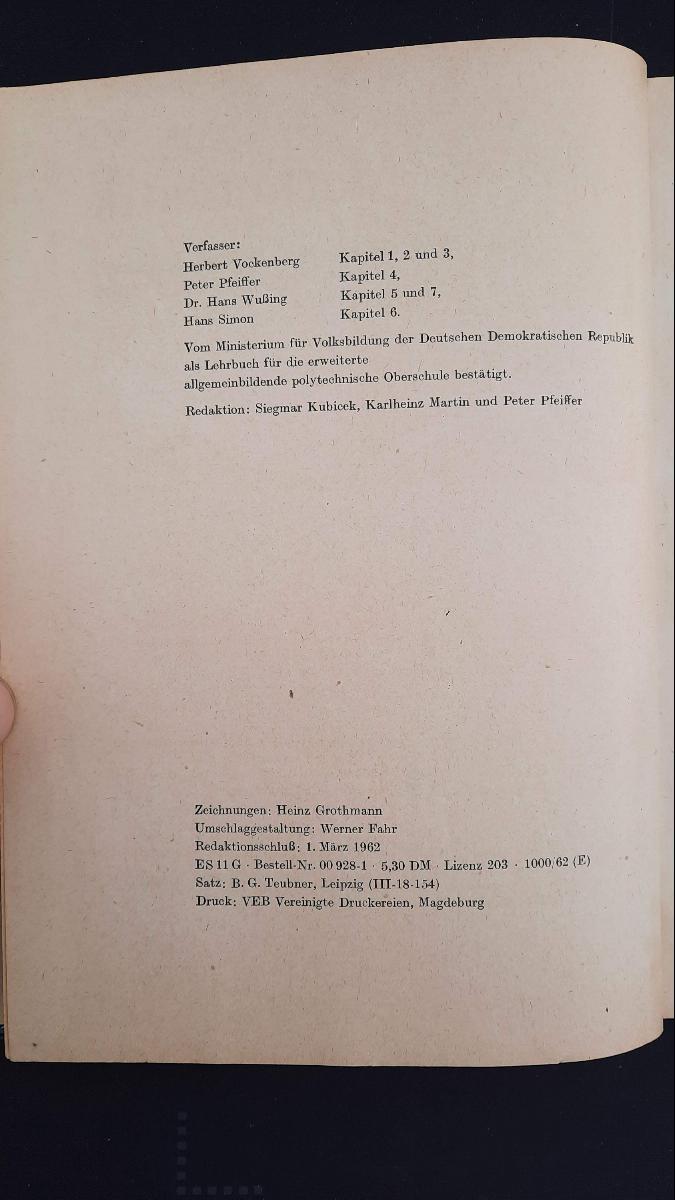 Verfasser:
Herbert Vockenberg Kapitel 1, 2 und 3,
Peter Pfeiffer Kapitel 4,
Dr. Hans Wußing Kapitel 5 und 7,
Hans Simon Kapitel 6.
Vom Ministerium für Volksbildung der Deutschen Demokratischen Republik
als Lehrbuch für die erweiterte
allgemeinbildende polytechnische Oberschule bestätigt.
Redaktion: Siegmar Kubicek, Karlheinz Martin und Peter Pfeiffer
Zeichnungen: Heinz Grothmann
Umschlaggestaltung: Werner Fahr
Redaktionsschluß: 1. März 1962
ES 11 G · Bestell-Nr. 00 928-1 · 5,30 DM · Lizenz 203 · 1000/62 (E)
Satz: B. G. Teubner, Leipzig (III-18-154)
Druck: VEB Vereinigte Druckereien, Magdeburg